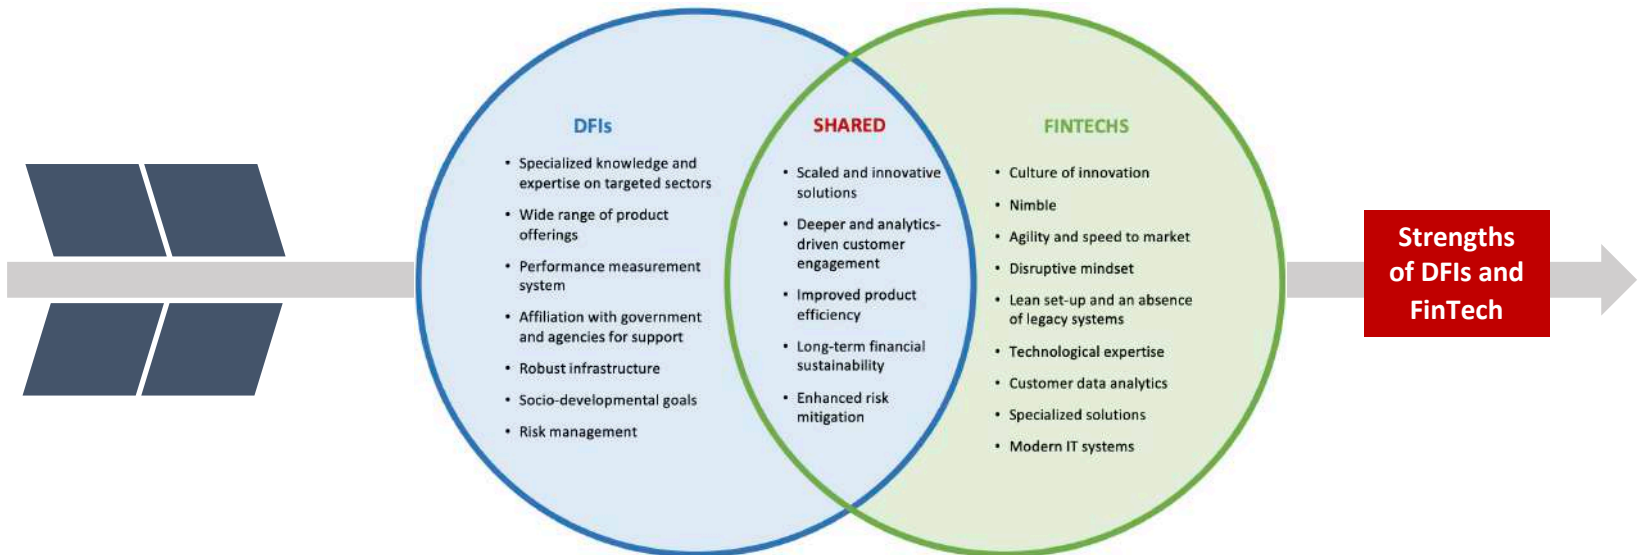 DFIs
• Specialized knowledge and
expertise on targeted sectors
• Wide range of product
offerings
• Performance measurement
system
• Affiliation with government
and agencies for support
• Robust infrastructure
• Socio-developmental goals
• Risk management
SHARED
• Scaled and innovative
solutions
• Deeper and analytics-
driven customer
engagement
• Improved product
efficiency
• Long-term financial
sustainability
• Enhanced risk
mitigation
FINTECHS
• Culture of innovation
• Nimble
• Agility and speed to market
• Disruptive mindset
• Lean set-up and an absence
of legacy systems
• Technological expertise
• Customer data analytics
• Specialized solutions
• Modern IT systems
Strengths
of DFIs and
FinTech